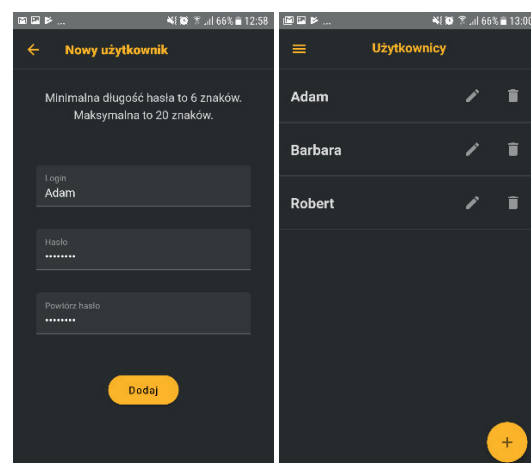 66% 12:58
Nowy użytkownik
Minimalna długość hasła to 6 znaków.
Maksymalna to 20 znaków.
Login
Adam
Hasło
••••••••
Powtórz hasło
••••••••
Dodaj
66% 13:00
Użytkownicy
Adam
Barbara
Robert